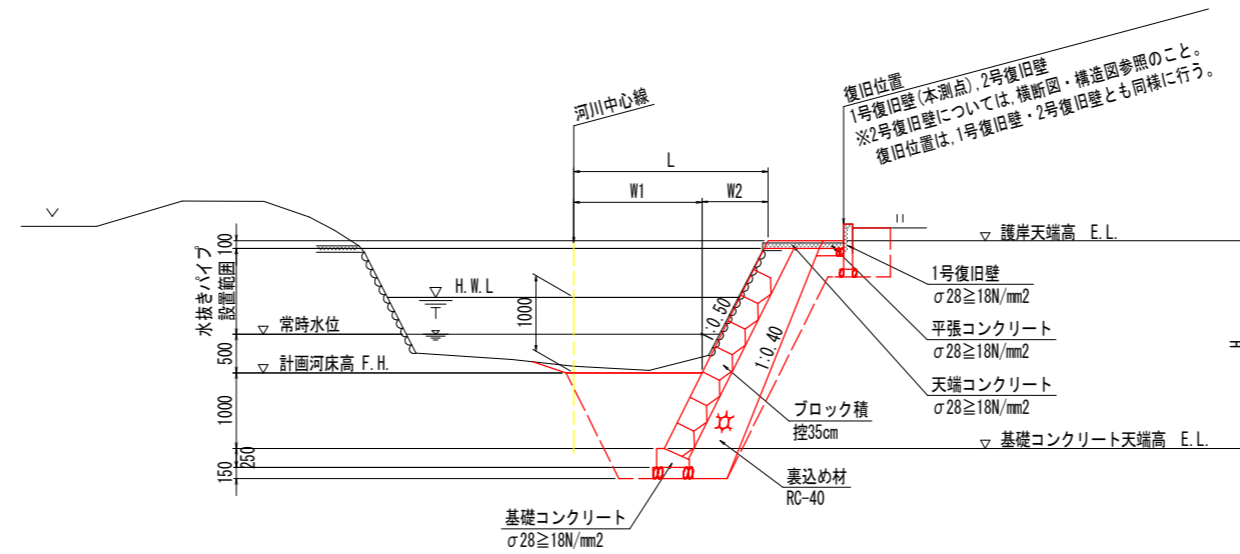 復旧位置
1号復旧壁(本測点),2号復旧壁
※2号復旧壁については,横断図・構造図参照のこと。
復旧位置は,1号復旧壁・2号復旧壁とも同様に行う。
河川中心線
L
W1
W2
100
水抜きパイプ
設置範囲
H.W.L
1000
常時水位
500
計画河床高 F.H.
1000
250
150
1:0.50
1:0.40
護岸天端高 E.L.
1号復旧壁
σ28≧18N/mm2
平張コンクリート
σ28≧18N/mm2
天端コンクリート
σ28≧18N/mm2
ブロック積
控35cm
基礎コンクリート天端高 E.L.
裏込め材
RC-40
基礎コンクリート
σ28≧18N/mm2